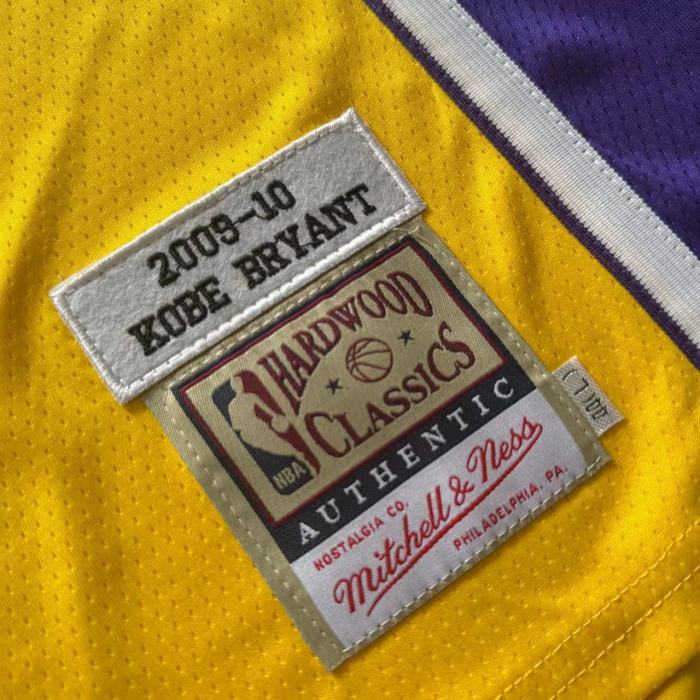 2009-10
KOBE BRYANT
HARDWOOD
CLASSICS
NBA
AUTHENTIC
NOSTALGIA CO.
Mitchell & Ness
PHILADELPHIA. PA.